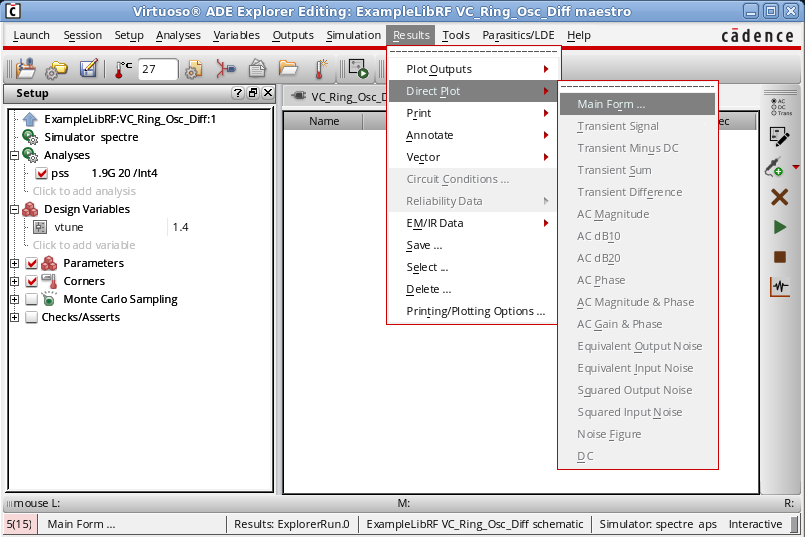 Virtuoso® ADE Explorer Editing: ExampleLibRF VC_Ring_Osc_Diff maestro
Launch Session Setup Analyses Variables Outputs Simulation Results Tools Parasitics/LDE Help cādence
27
Setup
ExampleLibRF:VC_Ring_Osc_Diff:1
Simulator spectre
Analyses
pss 1.9G 20 /Int4
Click to add analysis
Design Variables
vtune 1.4
Click to add variable
Parameters
Corners
Monte Carlo Sampling
Checks/Asserts
VC_Ring_Osc_D
Name
ec
Plot Outputs
Direct Plot
Print
Annotate
Vector
Circuit Conditions ...
Reliability Data
EM/IR Data
Save ...
Select ...
Delete ...
Printing/Plotting Options ...
Main Form ...
Transient Signal
Transient Minus DC
Transient Sum
Transient Difference
AC Magnitude
AC dB10
AC dB20
AC Phase
AC Magnitude & Phase
AC Gain & Phase
Equivalent Output Noise
Equivalent Input Noise
Squared Output Noise
Squared Input Noise
Noise Figure
DC
AC
DC
Trans
mouse L: M: R:
5(15) Main Form ... Results: ExplorerRun.0 ExampleLibRF VC_Ring_Osc_Diff schematic Simulator: spectre aps Interactive